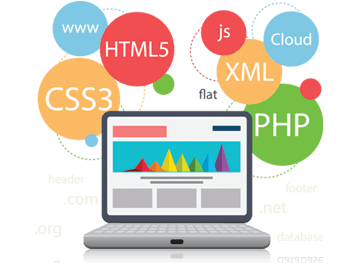 www
HTML5
CSS3
js
Cloud
XML
flat
PHP
header
.com
.org
footer
.net
database